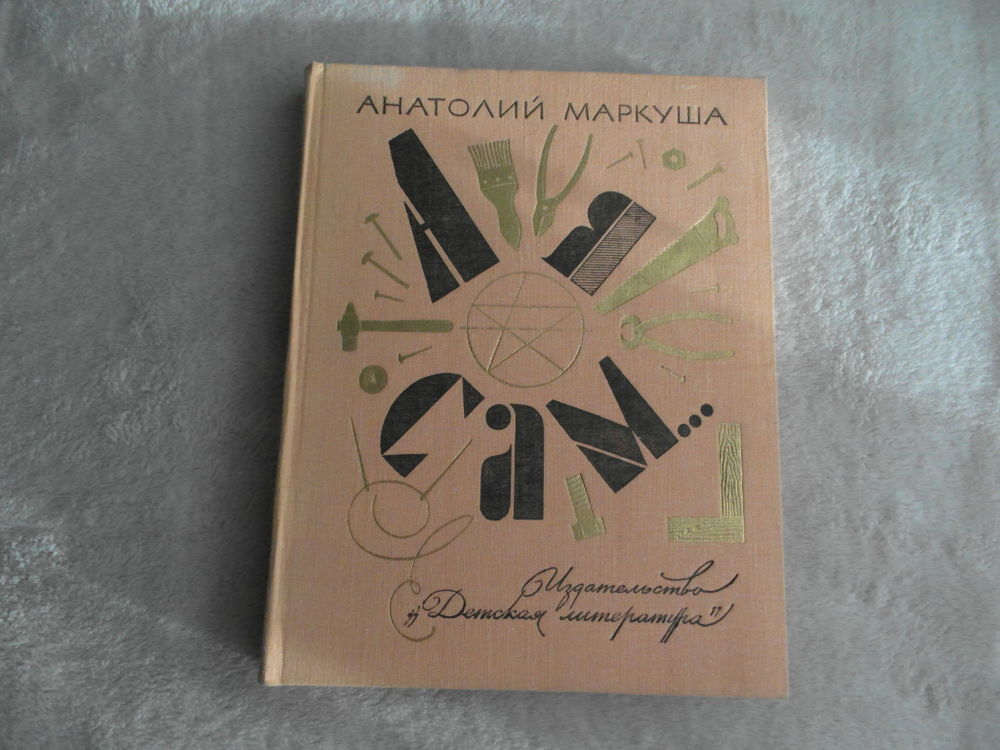 АНАТОЛИЙ МАРКУША
А Я
САМ...
Издательство
„Детская литература”